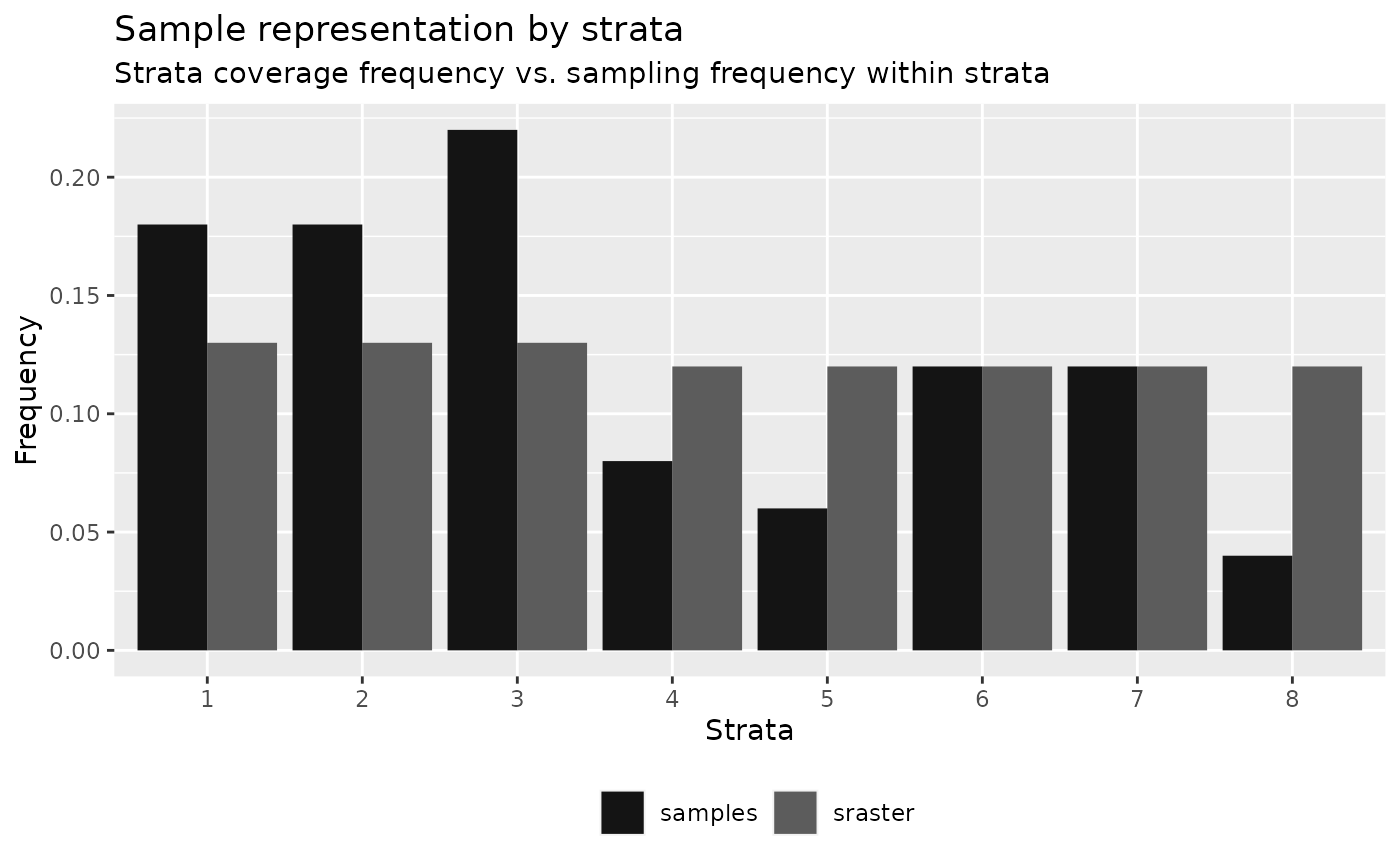 Sample representation by strata
Strata coverage frequency vs. sampling frequency within strata
Frequency
0.20
0.15
0.10
0.05
0.00
1 2 3 4 5 6 7 8
Strata
samples sraster